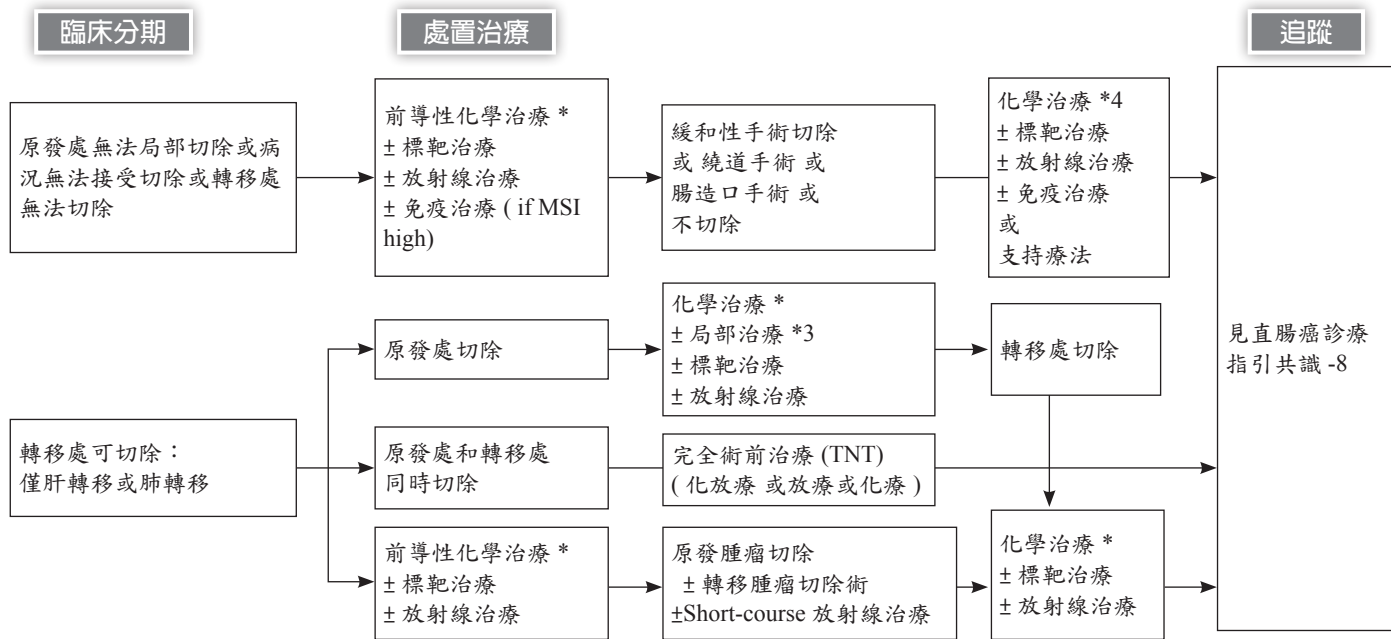 臨床分期
處置治療
追蹤
原發處無法局部切除或病
況無法接受切除或轉移處
無法切除
前導性化學治療 *
± 標靶治療
± 放射線治療
± 免疫治療 ( if MSI
high)
緩和性手術切除
或 繞道手術 或
腸造口手術 或
不切除
化學治療 *4
± 標靶治療
± 放射線治療
± 免疫治療
或
支持療法
轉移處可切除：
僅肝轉移或肺轉移
原發處切除
化學治療 *
± 局部治療 *3
± 標靶治療
± 放射線治療
轉移處切除
原發處和轉移處
同時切除
完全術前治療 (TNT)
( 化放療 或放療或化療 )
前導性化學治療 *
± 標靶治療
± 放射線治療
原發腫瘤切除
± 轉移腫瘤切除術
±Short-course 放射線治療
化學治療 *
± 標靶治療
± 放射線治療
見直腸癌診療
指引共識 -8